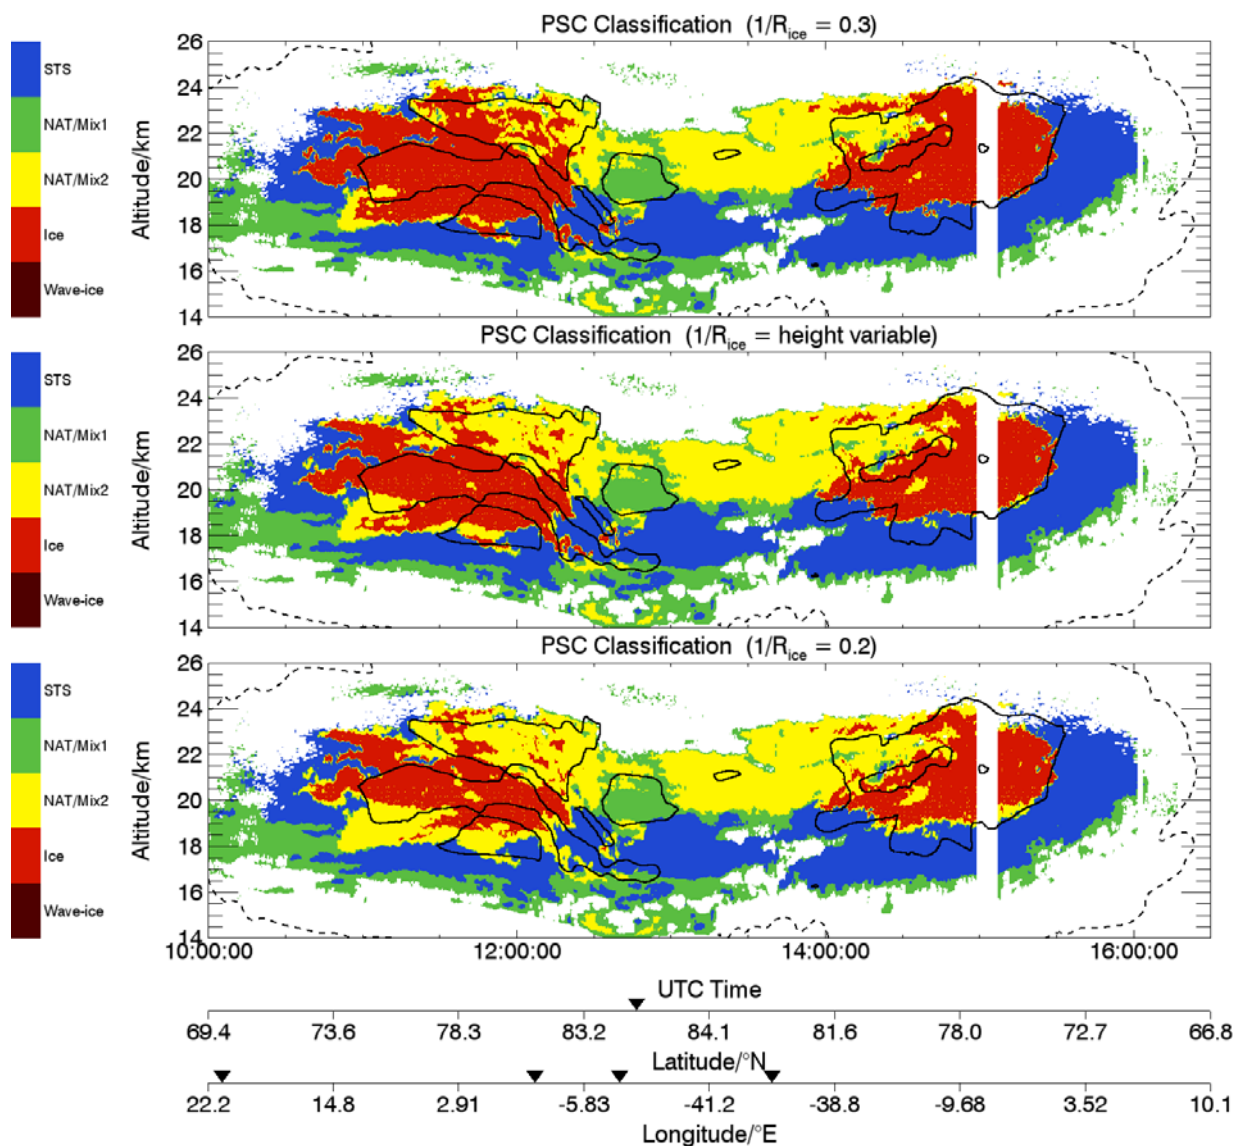 PSC Classification (1/Rice = 0.3)
STS
NAT/Mix1
NAT/Mix2
Ice
Wave-ice
Altitude/km
26
24
22
20
18
16
14
PSC Classification (1/Rice = height variable)
STS
NAT/Mix1
NAT/Mix2
Ice
Wave-ice
Altitude/km
26
24
22
20
18
16
14
PSC Classification (1/Rice = 0.2)
STS
NAT/Mix1
NAT/Mix2
Ice
Wave-ice
Altitude/km
26
24
22
20
18
16
14
10:00:00 12:00:00 14:00:00 16:00:00
UTC Time
69.4 73.6 78.3 83.2 84.1 81.6 78.0 72.7 66.8
Latitude/°N
22.2 14.8 2.91 -5.83 -41.2 -38.8 -9.68 3.52 10.1
Longitude/°E